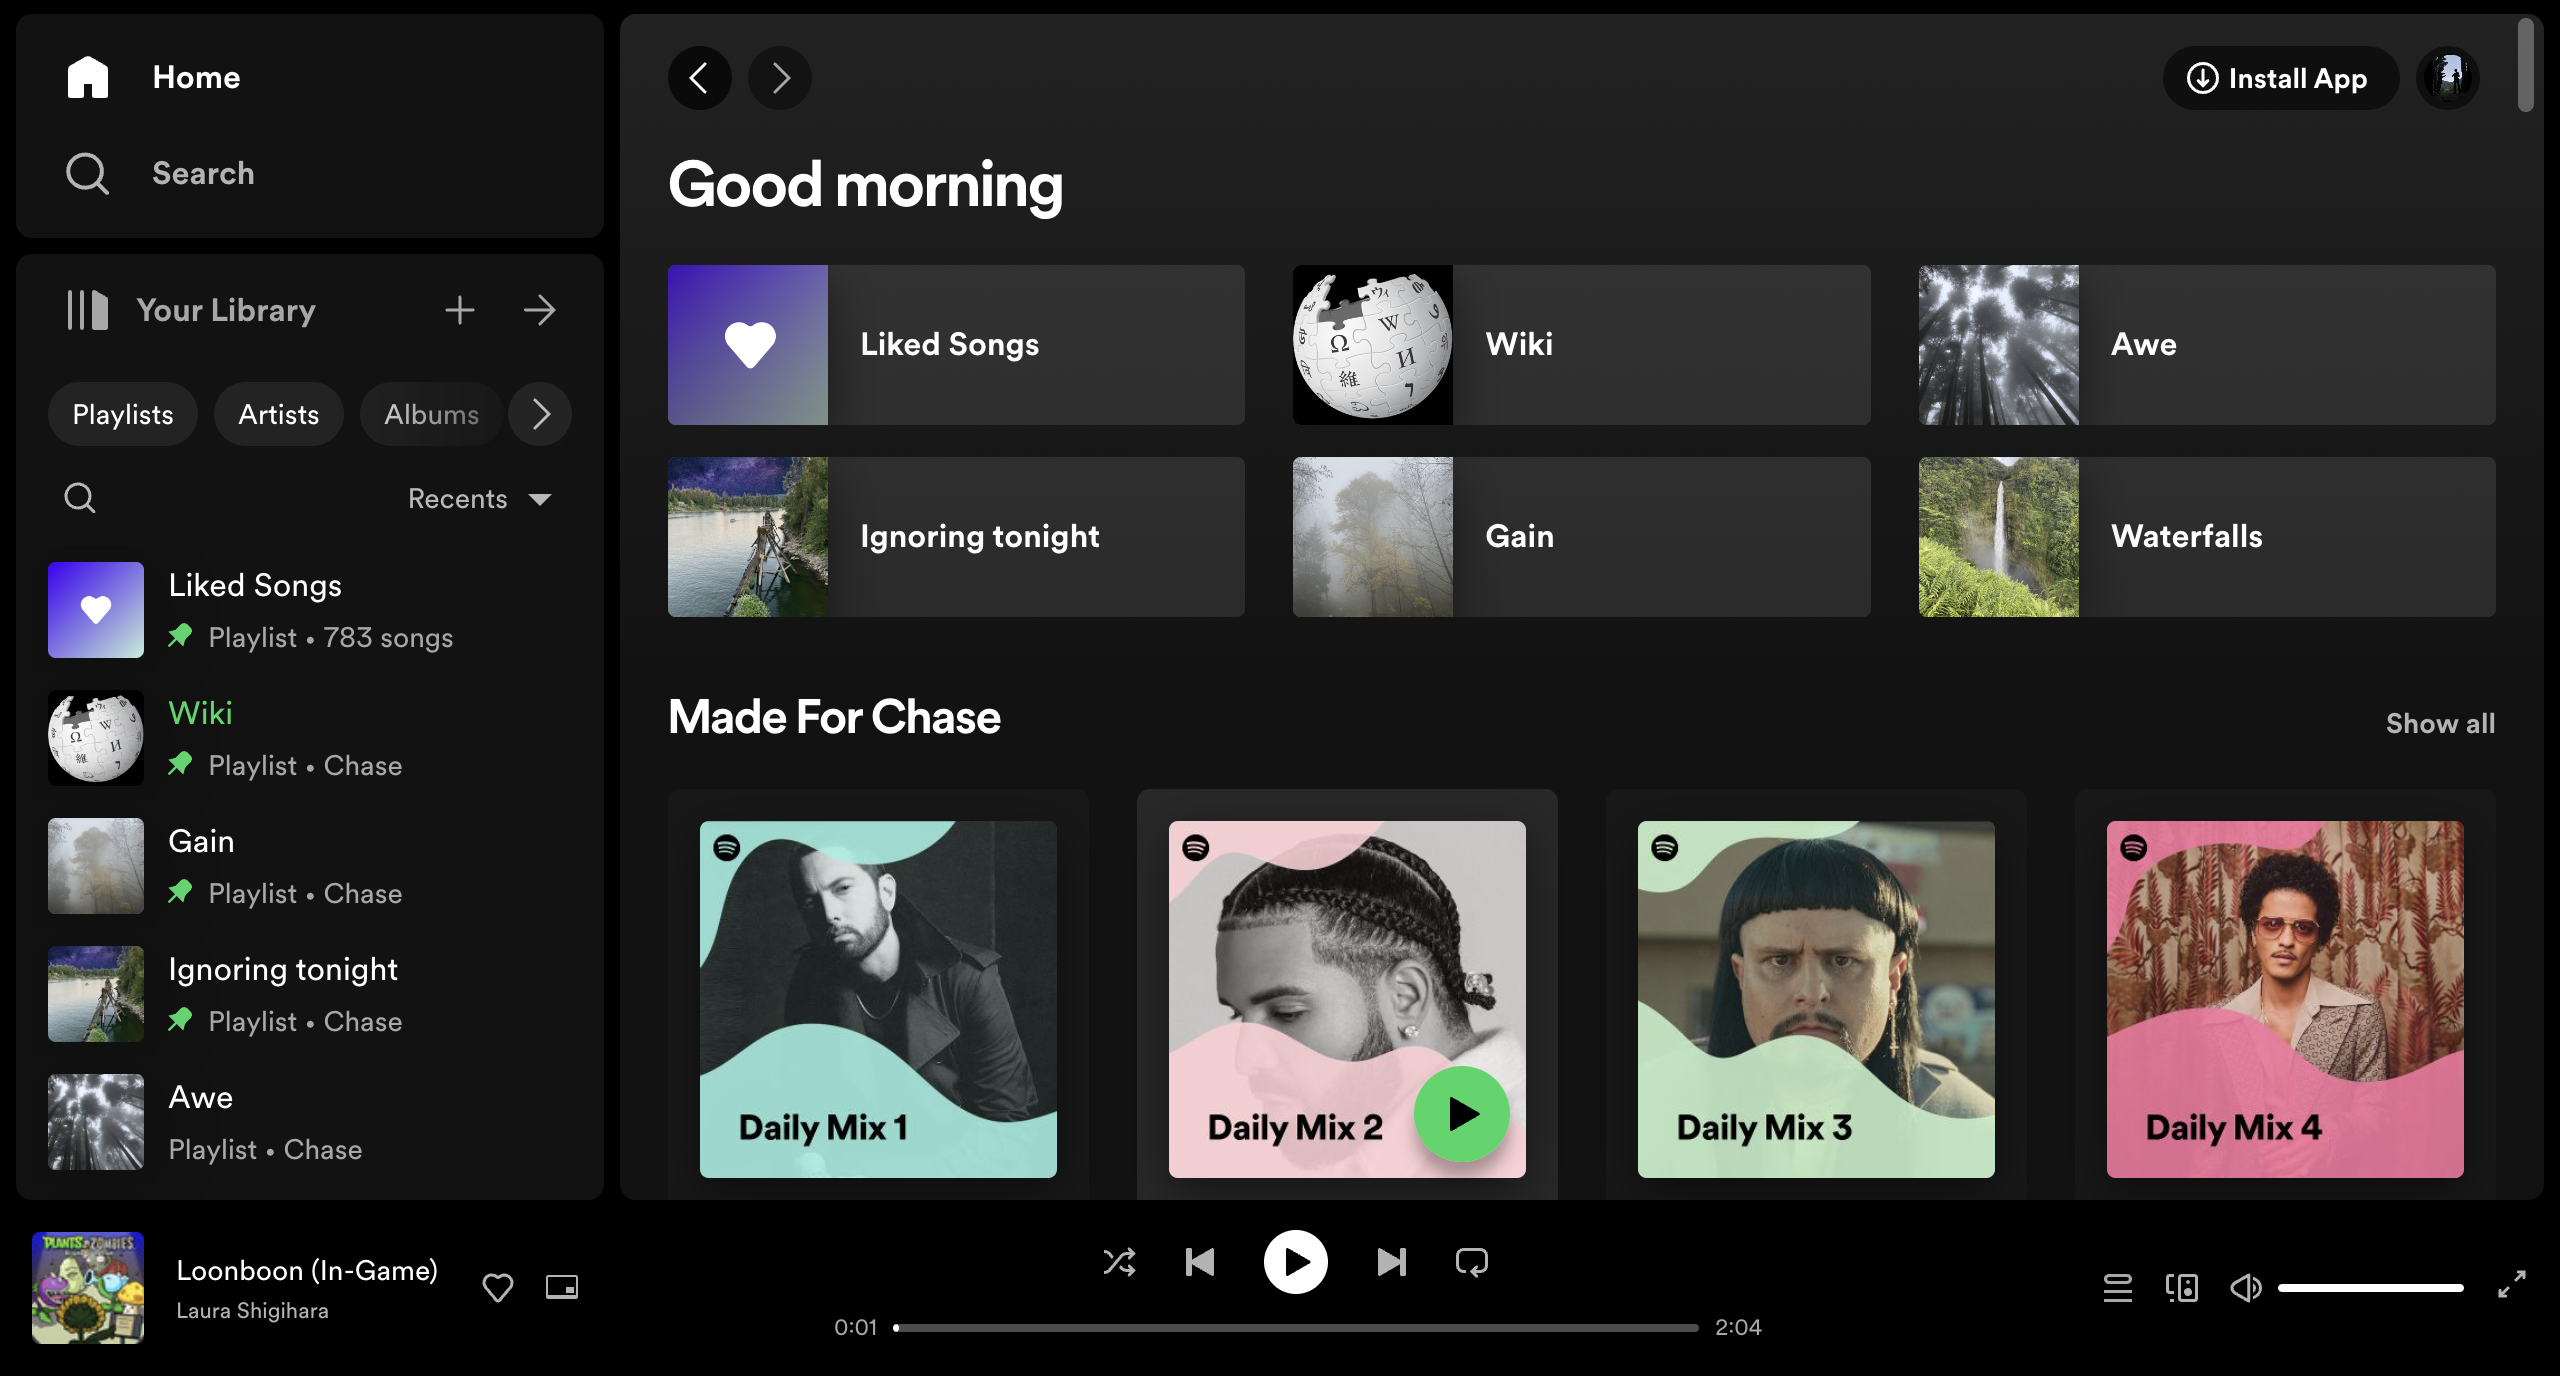 Home
Search
Your Library
Playlists
Artists
Albums
Recents
Liked Songs
Playlist • 783 songs
Wiki
Playlist • Chase
Gain
Playlist • Chase
Ignoring tonight
Playlist • Chase
Awe
Playlist • Chase
Install App
Good morning
Liked Songs
Wiki
Awe
Ignoring tonight
Gain
Waterfalls
Made For Chase
Show all
Daily Mix 1
Daily Mix 2
Daily Mix 3
Daily Mix 4
PLANTS ZOMBIES
Loonboon (In-Game)
Laura Shigihara
0:01
2:04